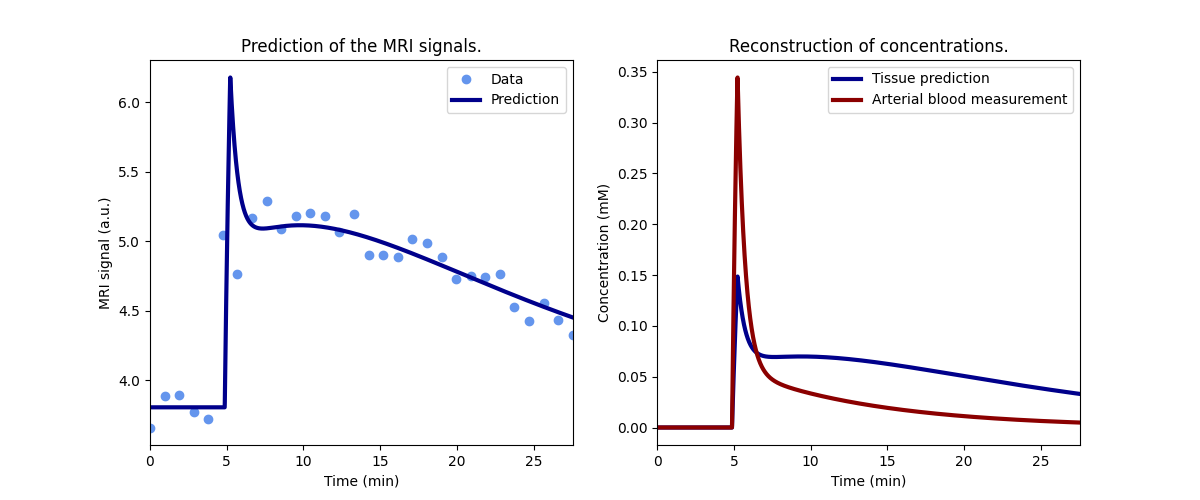 Prediction of the MRI signals.
Data
Prediction
MRI signal (a.u.)
6.0
5.5
5.0
4.5
4.0
0
5
10
15
20
25
Time (min)
Reconstruction of concentrations.
Tissue prediction
Arterial blood measurement
Concentration (mM)
0.35
0.30
0.25
0.20
0.15
0.10
0.05
0.00
0
5
10
15
20
25
Time (min)